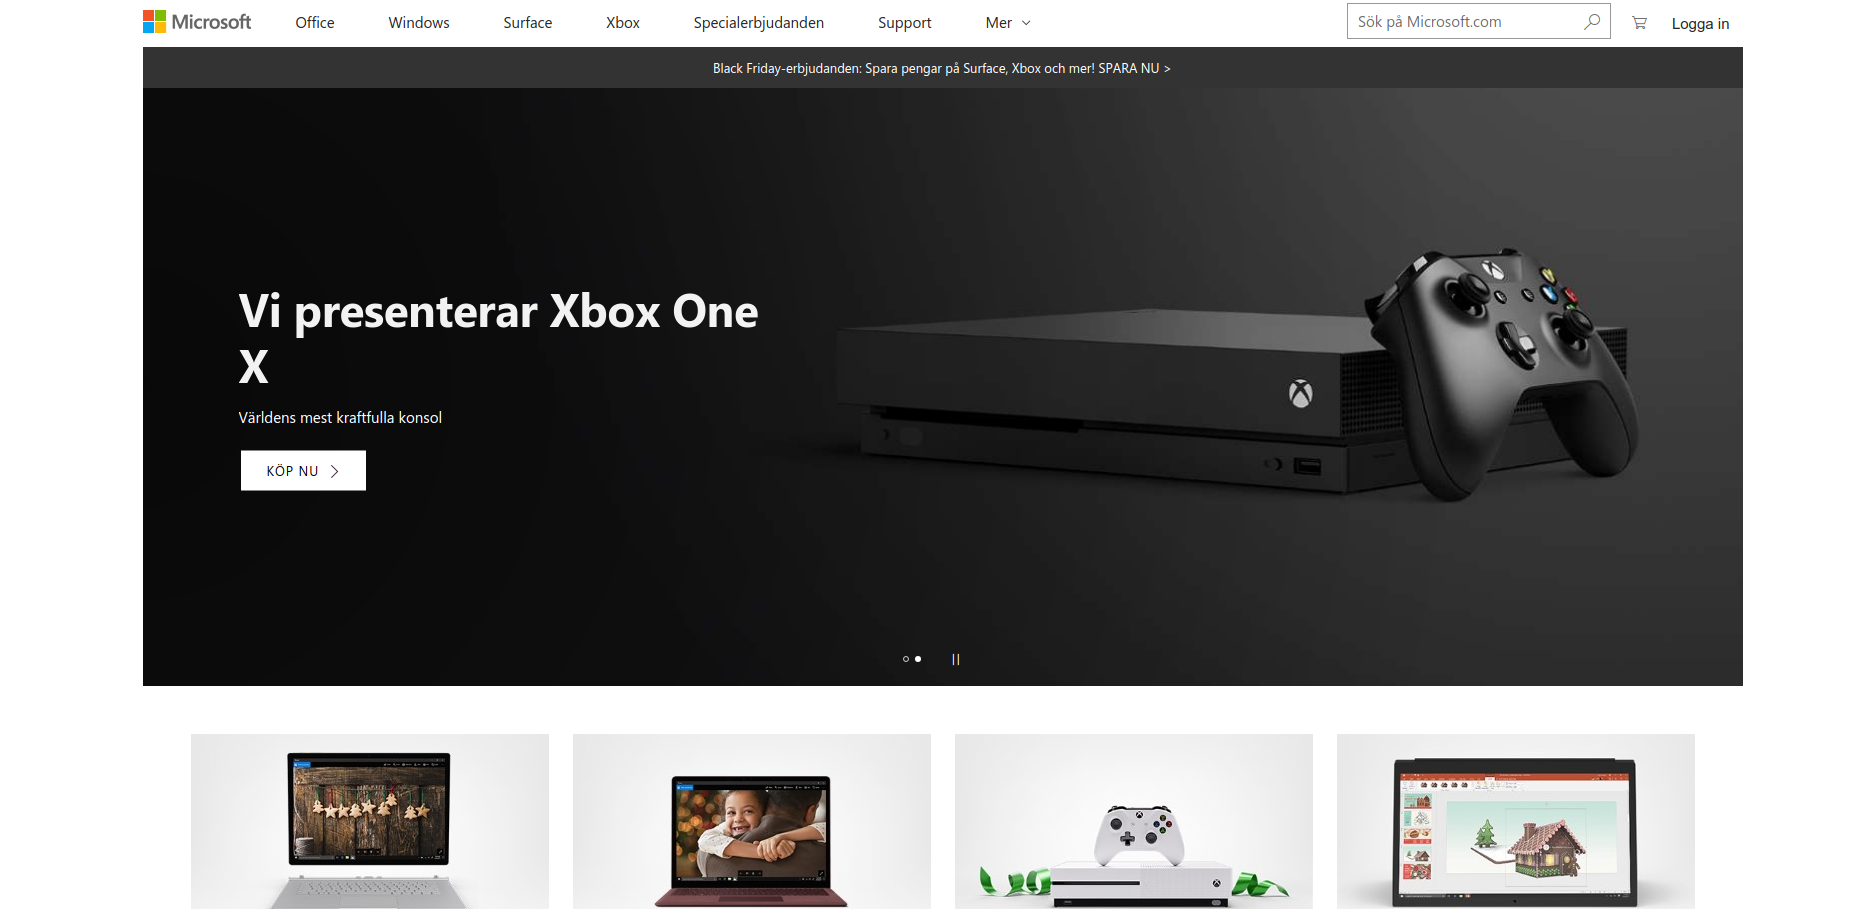 Microsoft
Office
Windows
Surface
Xbox
Specialerbjudanden
Support
Mer
Sök på Microsoft.com
Logga in
Black Friday-erbjudanden: Spara pengar på Surface, Xbox och mer! SPARA NU >
Vi presenterar Xbox One
X
Världens mest kraftfulla konsol
KÖP NU